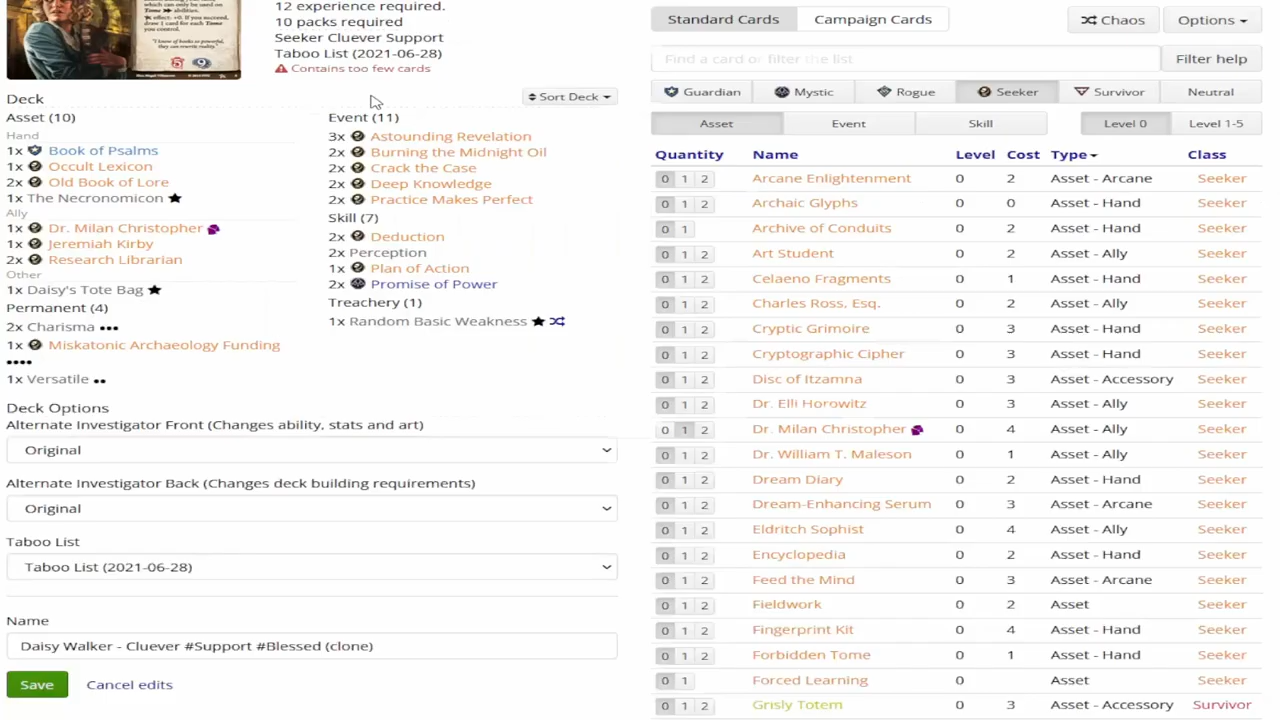 12 experience required.
10 packs required
Seeker Cluever Support
Taboo List (2021-06-28)
Contains too few cards
Deck
Sort Deck
Asset (10)
Hand
1x Book of Psalms
1x Occult Lexicon
2x Old Book of Lore
1x The Necronomicon
Ally
1x Dr. Milan Christopher
1x Jeremiah Kirby
2x Research Librarian
Other
1x Daisy's Tote Bag
Permanent (4)
2x Charisma
1x Miskatonic Archaeology Funding
1x Versatile
Event (11)
3x Astounding Revelation
2x Burning the Midnight Oil
2x Crack the Case
2x Deep Knowledge
2x Practice Makes Perfect
Skill (7)
2x Deduction
2x Perception
1x Plan of Action
2x Promise of Power
Treachery (1)
1x Random Basic Weakness
Deck Options
Alternate Investigator Front (Changes ability, stats and art)
Original
Alternate Investigator Back (Changes deck building requirements)
Original
Taboo List
Taboo List (2021-06-28)
Name
Daisy Walker - Cluever #Support #Blessed (clone)
Save Cancel edits
Standard Cards Campaign Cards Chaos Options
Find a card or filter the list Filter help
Guardian Mystic Rogue Seeker Survivor Neutral
Asset Event Skill Level 0 Level 1-5
Quantity Name Level Cost Type Class
0 1 2 Arcane Enlightenment 0 2 Asset - Arcane Seeker
0 1 2 Archaic Glyphs 0 0 Asset - Hand Seeker
0 1 Archive of Conduits 0 2 Asset - Hand Seeker
0 1 2 Art Student 0 2 Asset - Ally Seeker
0 1 2 Celaeno Fragments 0 1 Asset - Hand Seeker
0 1 2 Charles Ross, Esq. 0 2 Asset - Ally Seeker
0 1 2 Cryptic Grimoire 0 3 Asset - Hand Seeker
0 1 2 Cryptographic Cipher 0 3 Asset - Hand Seeker
0 1 2 Disc of Itzamna 0 3 Asset - Accessory Seeker
0 1 2 Dr. Elli Horowitz 0 3 Asset - Ally Seeker
0 1 2 Dr. Milan Christopher 0 4 Asset - Ally Seeker
0 1 2 Dr. William T. Maleson 0 1 Asset - Ally Seeker
0 1 2 Dream Diary 0 2 Asset - Hand Seeker
0 1 2 Dream-Enhancing Serum 0 3 Asset - Arcane Seeker
0 1 2 Eldritch Sophist 0 4 Asset - Ally Seeker
0 1 2 Encyclopedia 0 2 Asset - Hand Seeker
0 1 2 Feed the Mind 0 3 Asset - Arcane Seeker
0 1 2 Fieldwork 0 2 Asset Seeker
0 1 2 Fingerprint Kit 0 4 Asset - Hand Seeker
0 1 2 Forbidden Tome 0 1 Asset - Hand Seeker
0 1 Forced Learning 0 Asset Seeker
0 1 2 Grisly Totem 0 3 Asset - Accessory Survivor